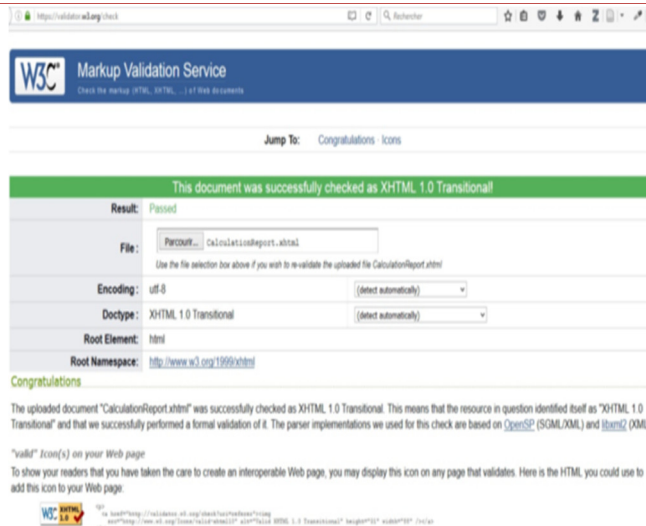 https://validator.w3.org/check
Rechercher
W3C®
Markup Validation Service
Check the markup (HTML, XHTML, …) of Web documents
Jump To: Congratulations · Icons
This document was successfully checked as XHTML 1.0 Transitional!
Result: Passed
File: Parcourir... CalculationReport.xhtml
Use the file selection box above if you wish to re-validate the uploaded file CalculationReport.xhtml
Encoding: utf-8 (detect automatically)
Doctype: XHTML 1.0 Transitional (detect automatically)
Root Element: html
Root Namespace: http://www.w3.org/1999/xhtml
Congratulations
The uploaded document "CalculationReport.xhtml" was successfully checked as XHTML 1.0 Transitional. This means that the resource in question identified itself as "XHTML 1.0
Transitional" and that we successfully performed a formal validation of it. The parser implementations we used for this check are based on OpenSP (SGML/XML) and libxml2 (XML
"valid" Icon(s) on your Web page
To show your readers that you have taken the care to create an interoperable Web page, you may display this icon on any page that validates. Here is the HTML you could use to
add this icon to your Web page:
W3C XHTML 1.0